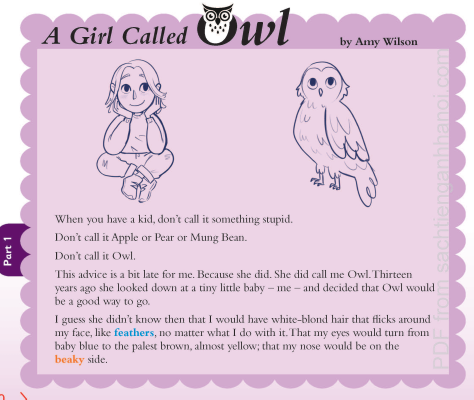 A Girl Called Owl
by Amy Wilson
When you have a kid, don't call it something stupid.
Don't call it Apple or Pear or Mung Bean.
Don't call it Owl.
This advice is a bit late for me. Because she did. She did call me Owl. Thirteen
years ago she looked down at a tiny little baby – me – and decided that Owl would
be a good way to go.
I guess she didn't know then that I would have white-blond hair that flicks around
my face, like feathers, no matter what I do with it. That my eyes would turn from
baby blue to the palest brown, almost yellow; that my nose would be on the
beaky side.
Part 1
PDF from sachtienganhhanoi.com